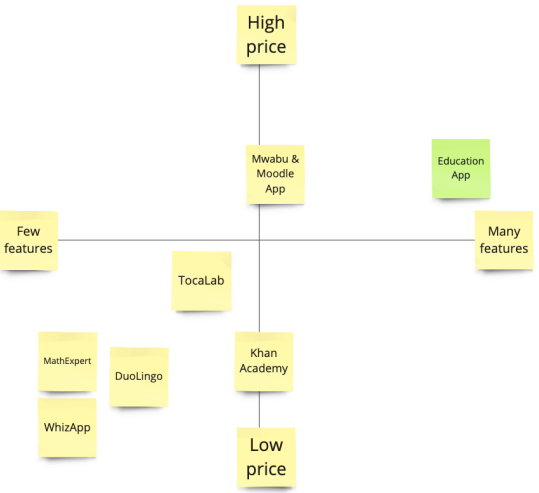 High
price
Mwabu &
Moodle
App
Education
App
Few
features
Many
features
TocaLab
MathExpert
DuoLingo
Khan
Academy
WhizApp
Low
price